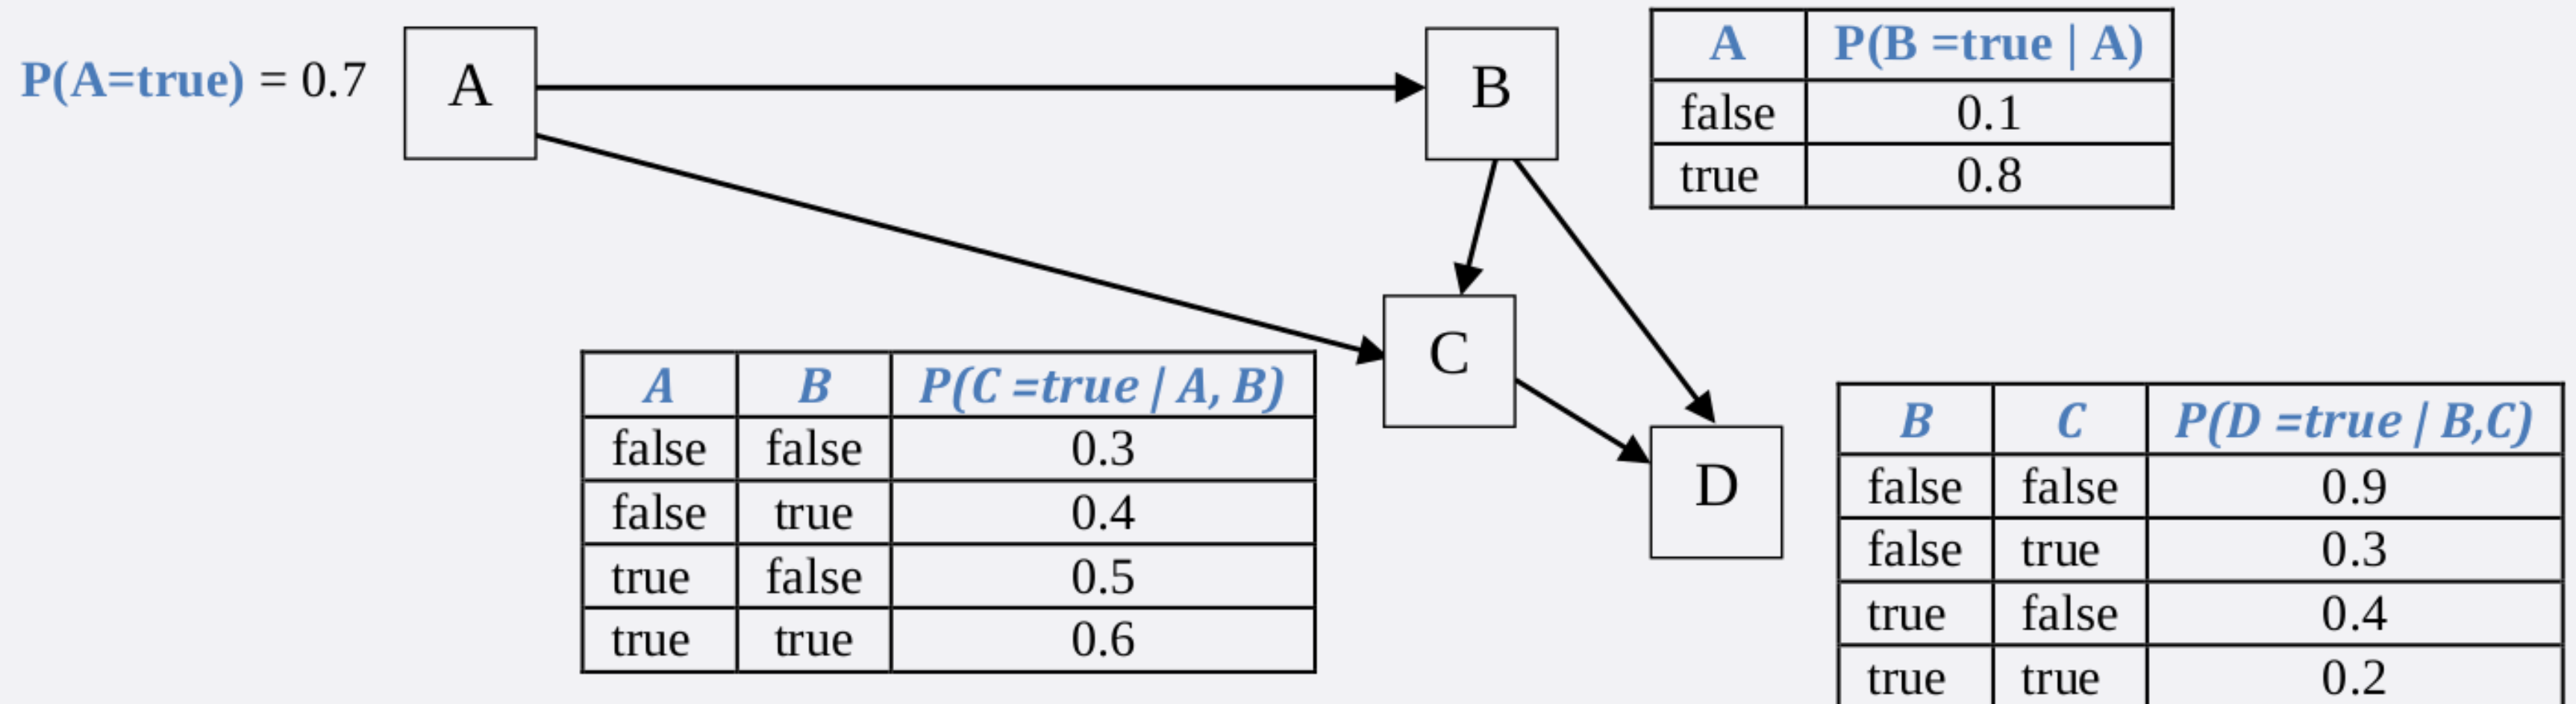 P(A=true) = 0.7
A
B
A P(B =true | A)
false 0.1
true 0.8
C
A B P(C =true | A, B)
false false 0.3
false true 0.4
true false 0.5
true true 0.6
D
B C P(D =true | B,C)
false false 0.9
false true 0.3
true false 0.4
true true 0.2